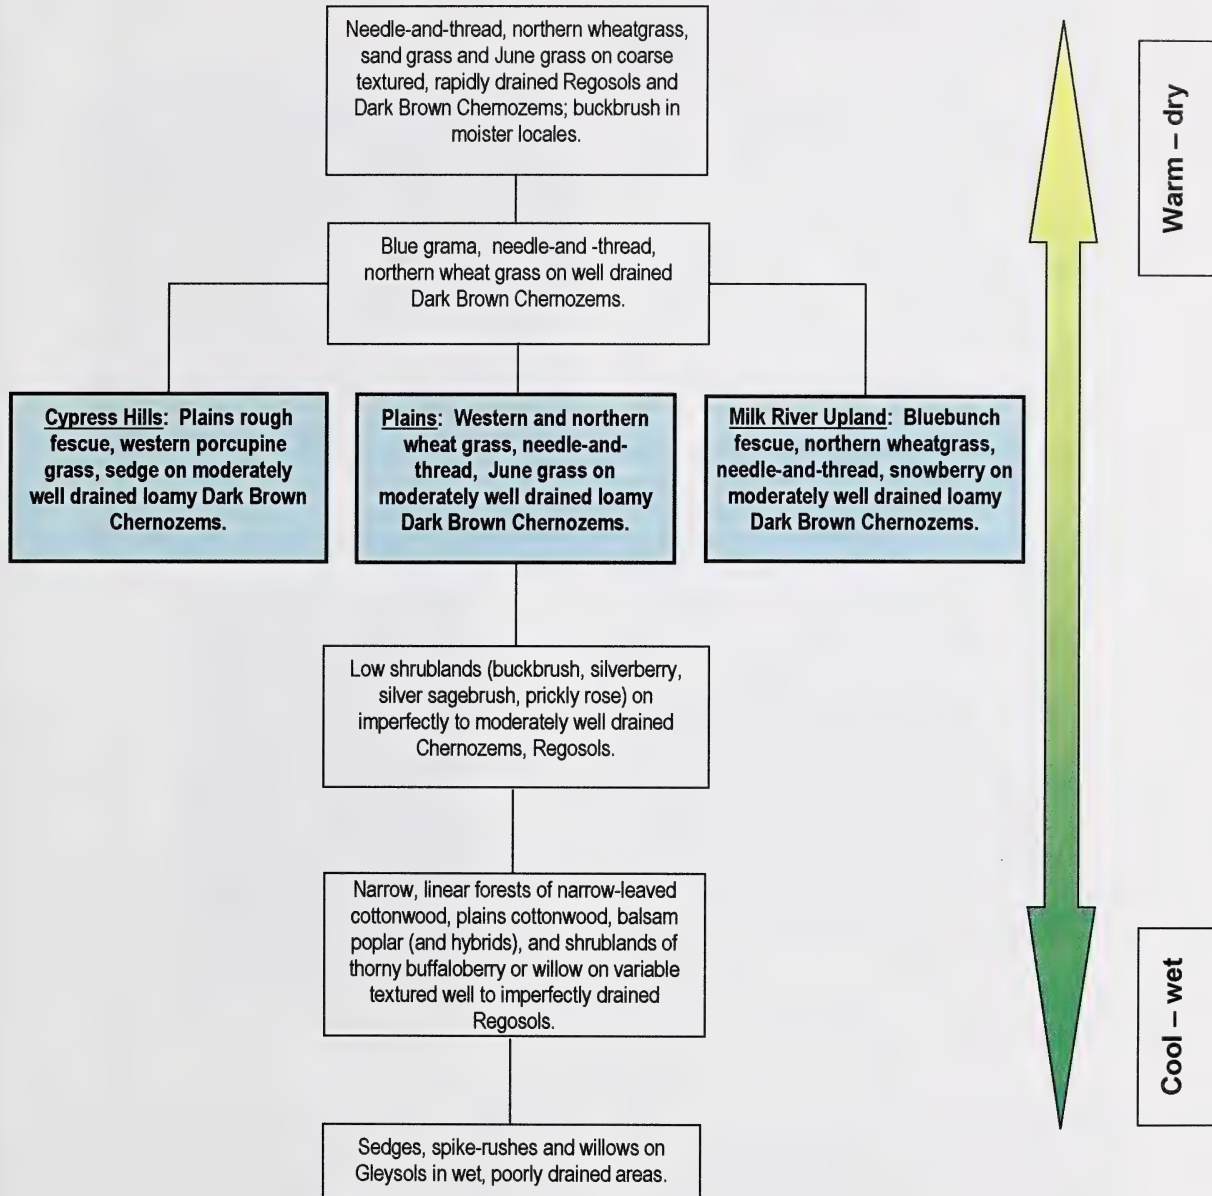 Needle-and-thread, northern wheatgrass,
sand grass and June grass on coarse
textured, rapidly drained Regosols and
Dark Brown Chernozems; buckbrush in
moister locales.
Warm – dry
Blue grama, needle-and -thread,
northern wheat grass on well drained
Dark Brown Chernozems.
Cypress Hills: Plains rough
fescue, western porcupine
grass, sedge on moderately
well drained loamy Dark Brown
Chernozems.
Plains: Western and northern
wheat grass, needle-and-
thread, June grass on
moderately well drained loamy
Dark Brown Chernozems.
Milk River Upland: Bluebunch
fescue, northern wheatgrass,
needle-and-thread, snowberry on
moderately well drained loamy
Dark Brown Chernozems.
Low shrublands (buckbrush, silverberry,
silver sagebrush, prickly rose) on
imperfectly to moderately well drained
Chernozems, Regosols.
Narrow, linear forests of narrow-leaved
cottonwood, plains cottonwood, balsam
poplar (and hybrids), and shrublands of
thorny buffaloberry or willow on variable
textured well to imperfectly drained
Regosols.
Cool – wet
Sedges, spike-rushes and willows on
Gleysols in wet, poorly drained areas.